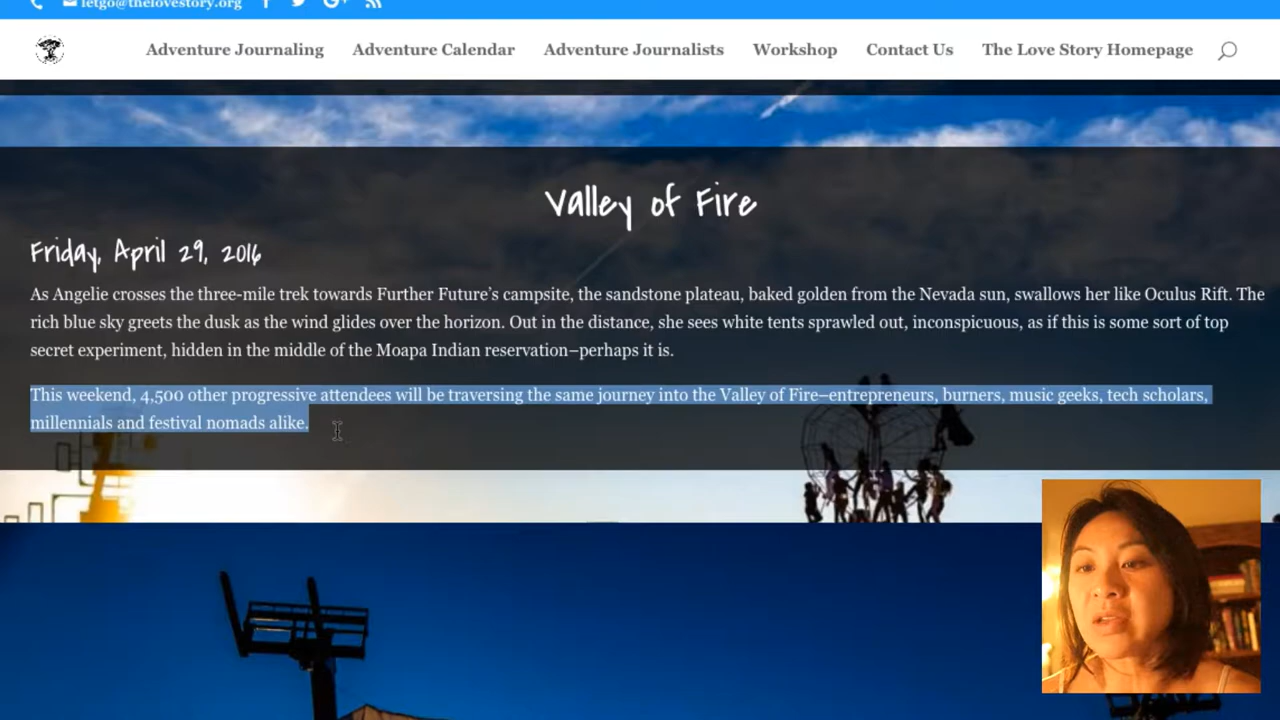 letgo@thelovestory.org
Adventure Journaling Adventure Calendar Adventure Journalists Workshop Contact Us The Love Story Homepage
Valley of Fire
Friday, April 29, 2016
As Angelie crosses the three-mile trek towards Further Future’s campsite, the sandstone plateau, baked golden from the Nevada sun, swallows her like Oculus Rift. The
rich blue sky greets the dusk as the wind glides over the horizon. Out in the distance, she sees white tents sprawled out, inconspicuous, as if this is some sort of top
secret experiment, hidden in the middle of the Moapa Indian reservation–perhaps it is.
This weekend, 4,500 other progressive attendees will be traversing the same journey into the Valley of Fire–entrepreneurs, burners, music geeks, tech scholars,
millennials and festival nomads alike.